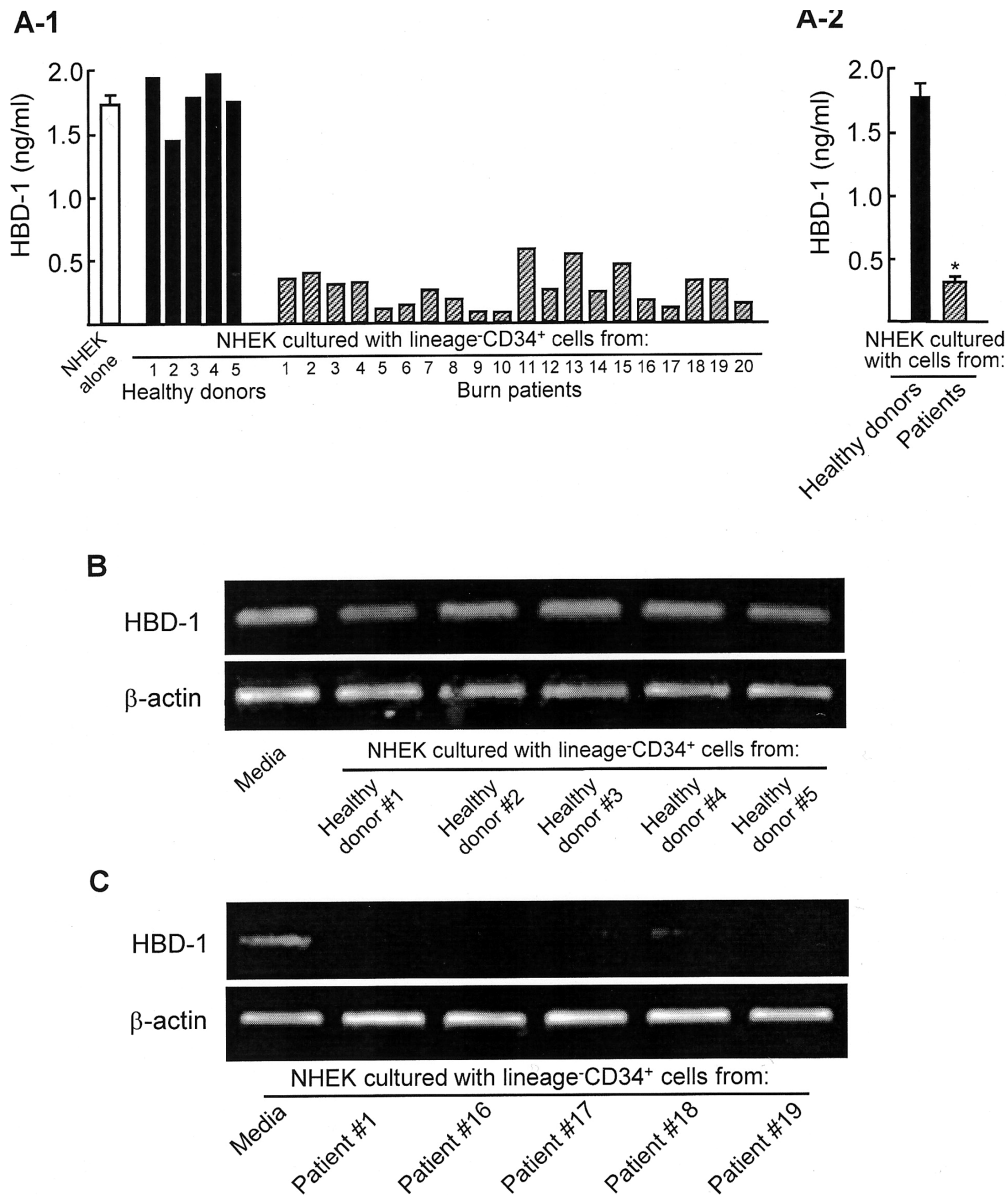 A-1
HBD-1 (ng/ml)
2.0
1.5
1.0
0.5
NHEK alone
NHEK cultured with lineage-CD34+ cells from:
1 2 3 4 5
Healthy donors
1 2 3 4 5 6 7 8 9 10 11 12 13 14 15 16 17 18 19 20
Burn patients
A-2
HBD-1 (ng/ml)
2.0
1.5
1.0
0.5
*
NHEK cultured
with cells from:
Healthy donors
Patients
B
HBD-1
β-actin
Media
NHEK cultured with lineage-CD34+ cells from:
Healthy donor #1
Healthy donor #2
Healthy donor #3
Healthy donor #4
Healthy donor #5
C
HBD-1
β-actin
NHEK cultured with lineage-CD34+ cells from:
Media
Patient #1
Patient #16
Patient #17
Patient #18
Patient #19